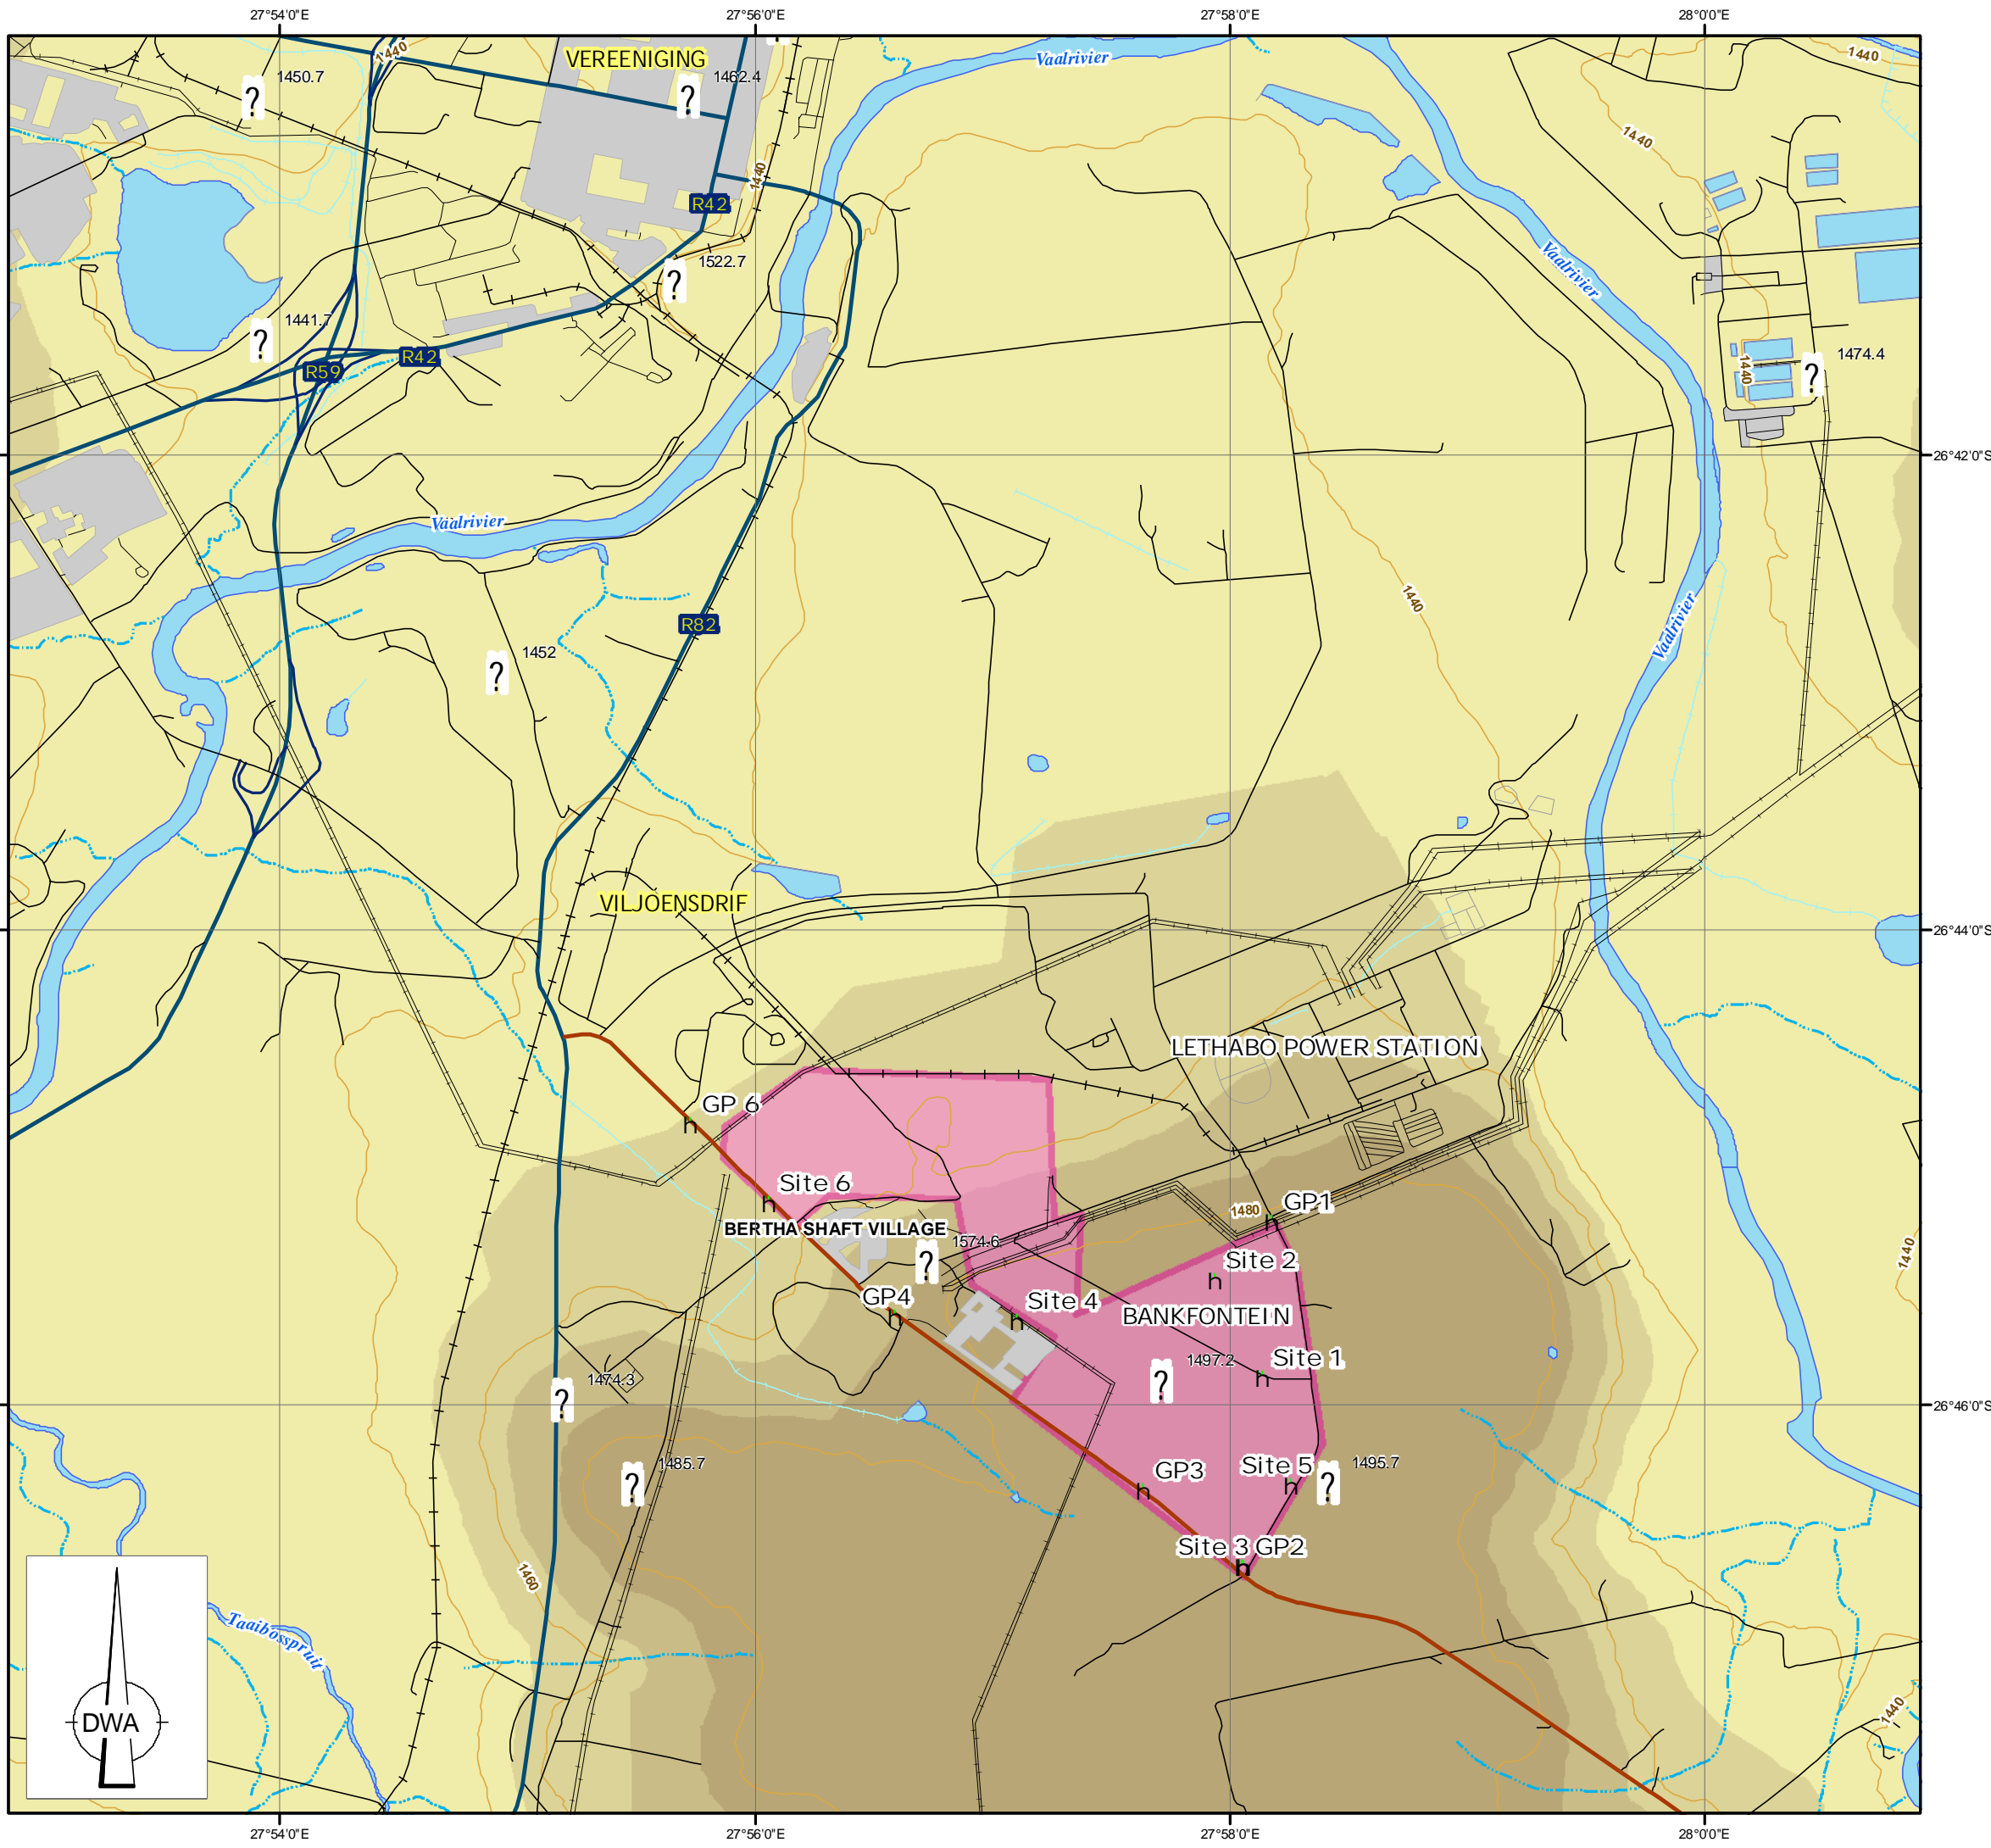 27°54'0"E
27°56'0"E
27°58'0"E
28°0'0"E
1440
VEREENIGING
Vaalrivier
1440
1450.7
?
1462.4
?
1440
1440
R42
Vaalrivier
1522.7
?
1441.7
?
R42
R59
1474.4
1440
?
26°42'0"S
Vaalrivier
1440
R82
Vaalrivier
1452
?
VILJOENSDRIF
26°44'0"S
LETHABO POWER STATION
GP 6
h
Site 6
h
GP1
h
1480
BERTHA SHAFT VILLAGE
1574.6
?
1440
Site 2
h
GP4
h
Site 4
h
BANKFONTEIN
Site 1
h
1497.2
?
1474.3
?
26°46'0"S
1485.7
?
GP3
h
Site 5
h
1495.7
?
Site 3 GP2
h
1460
Taaibosspruit
1440
DWA
27°54'0"E
27°56'0"E
27°58'0"E
28°0'0"E